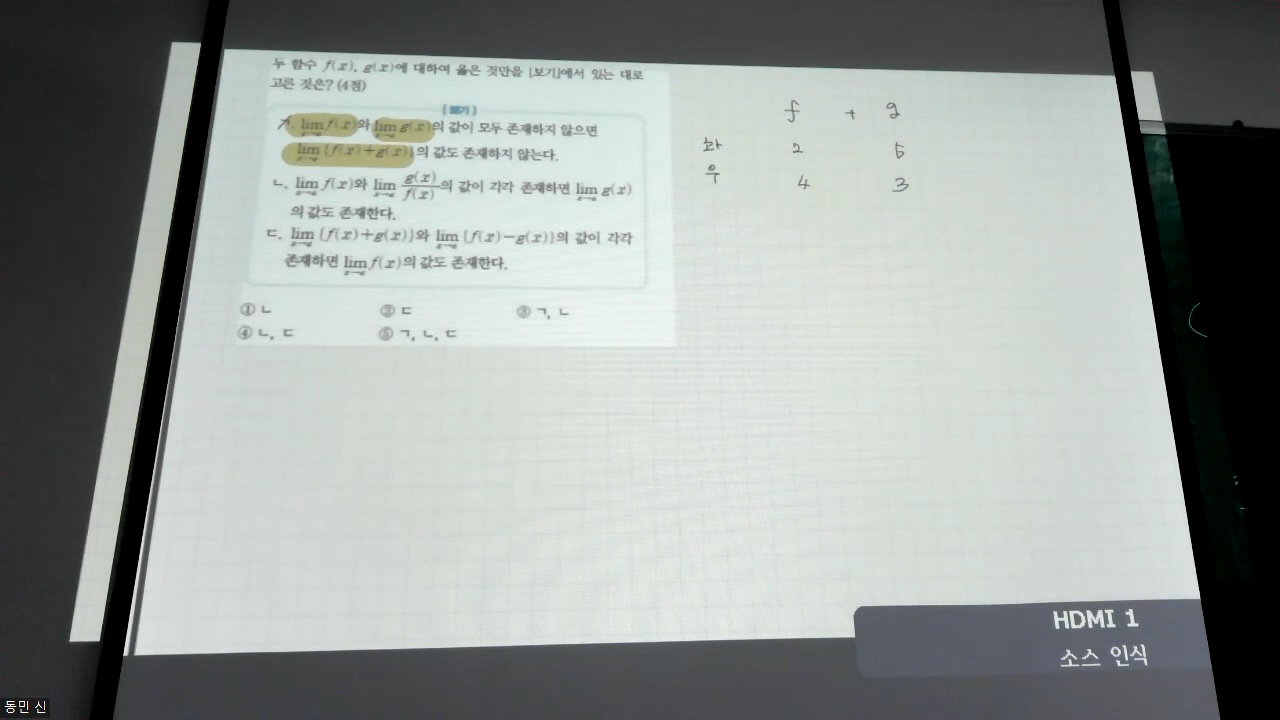 두 함수 f(x), g(x)에 대하여 옳은 것만을 [보기]에서 있는 대로
고른 것은? (4점)
[보기]
ㄱ. lim f(x)와 lim g(x)의 값이 모두 존재하지 않으면
lim {f(x)+g(x)}의 값도 존재하지 않는다.
ㄴ. lim f(x)와 lim g(x)/f(x)의 값이 각각 존재하면 lim g(x)
의 값도 존재한다.
ㄷ. lim {f(x)+g(x)}와 lim {f(x)-g(x)}의 값이 각각
존재하면 lim f(x)의 값도 존재한다.
① ㄴ ② ㄷ ③ ㄱ, ㄴ
④ ㄴ, ㄷ ⑤ ㄱ, ㄴ, ㄷ
f + g
좌 2 5
우 4 3
HDMI 1
소스 인식
동민 신